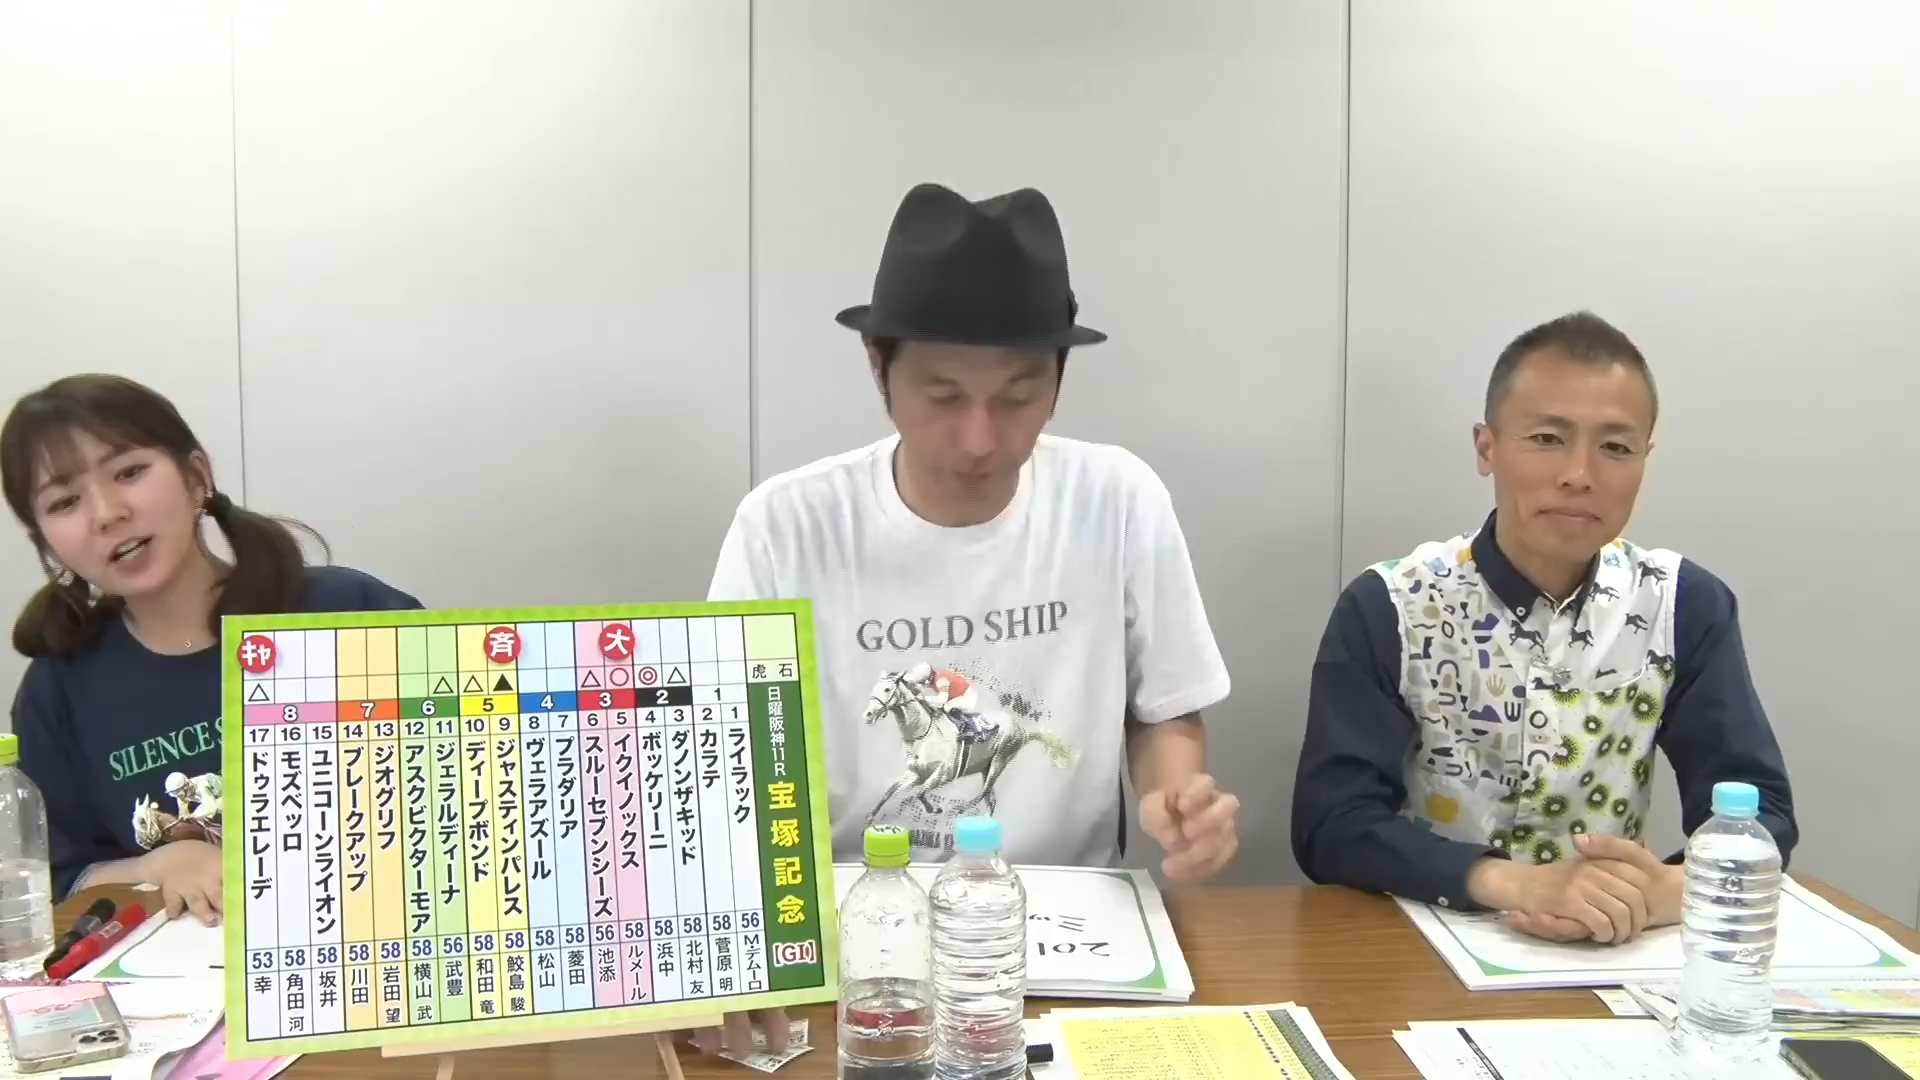 SILENCE S
GOLD SHIP
キャ
斉
大
虎石
△
△
△
▲
△
○
◎
△
8
7
6
5
4
3
2
1
日曜阪神11R
宝塚記念
【GI】
1 ライラック 56 M・デムーロ
2 カラテ 58 菅原明
3 ダノンザキッド 58 北村友
4 ボッケリーニ 58 浜中
5 イクイノックス 58 ルメール
6 スルーセブンシーズ 56 池添
7 プラダリア 58 菱田
8 ヴェラアズール 58 松山
9 ジャスティンパレス 58 鮫島駿
10 ディープボンド 58 和田竜
11 ジェラルディーナ 56 武豊
12 アスクビクターモア 58 横山武
13 ジオグリフ 58 岩田望
14 ブレークアップ 58 川田
15 ユニコーンライオン 58 坂井
16 モズベッロ 58 角田河
17 ドゥラエレーデ 53 幸
201
ミッ